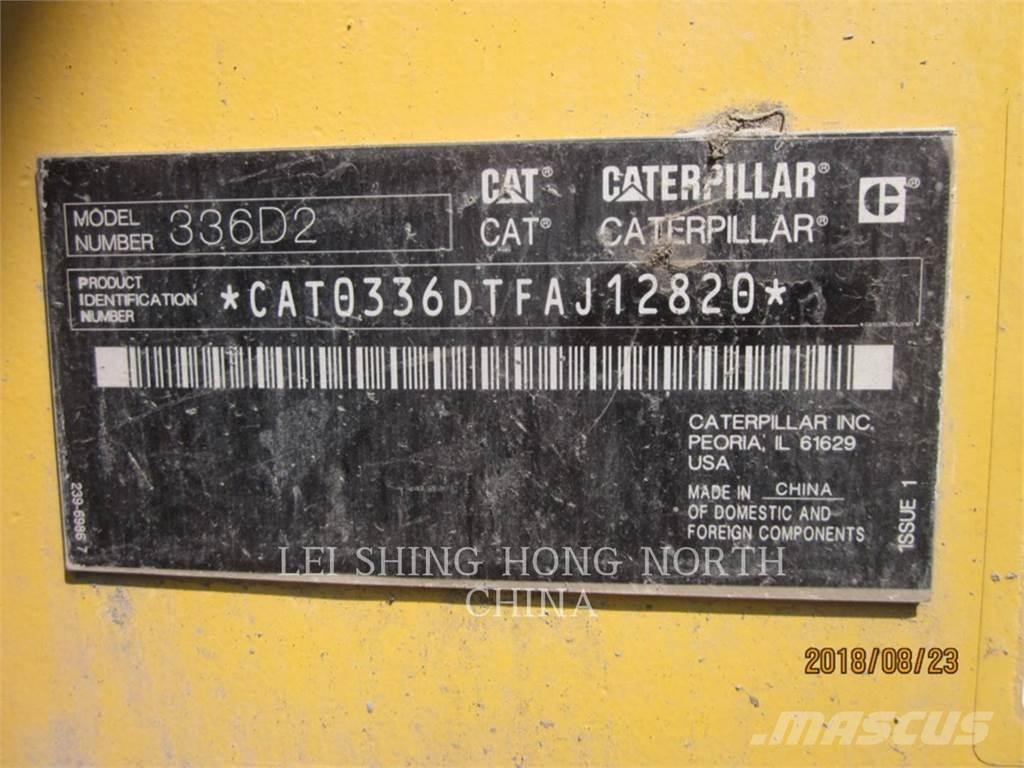 CAT® CATERPILLAR®
CAT® CATERPILLAR®
MODEL NUMBER 336D2
PRODUCT IDENTIFICATION NUMBER *CAT0336DTFAJ12820*
CATERPILLAR INC.
PEORIA, IL 61629
USA
MADE IN CHINA
OF DOMESTIC AND
FOREIGN COMPONENTS
239-6986 7
1SSUE 1
LEI SHING HONG NORTH
CHINA
2018/08/23
MASCUS